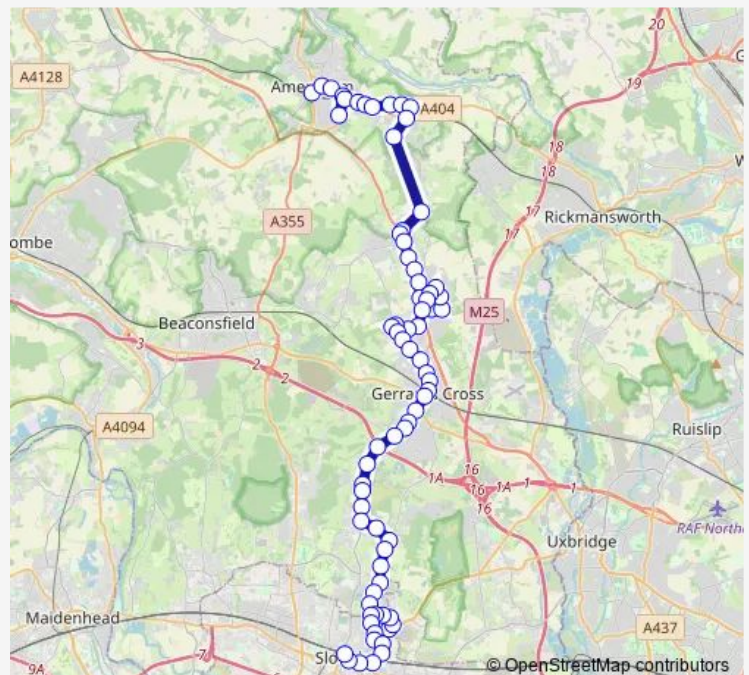 20
A4128
19
A404
18
18
Rickmansworth
17
17
A355
ombe
M25
Beaconsfield
3
2
2
Cross
A4094
Ruislip
16
1A
16
1A
1
1
16
Uxbridge
Maidenhead
A437
7
9A
© OpenStreetMap contributors